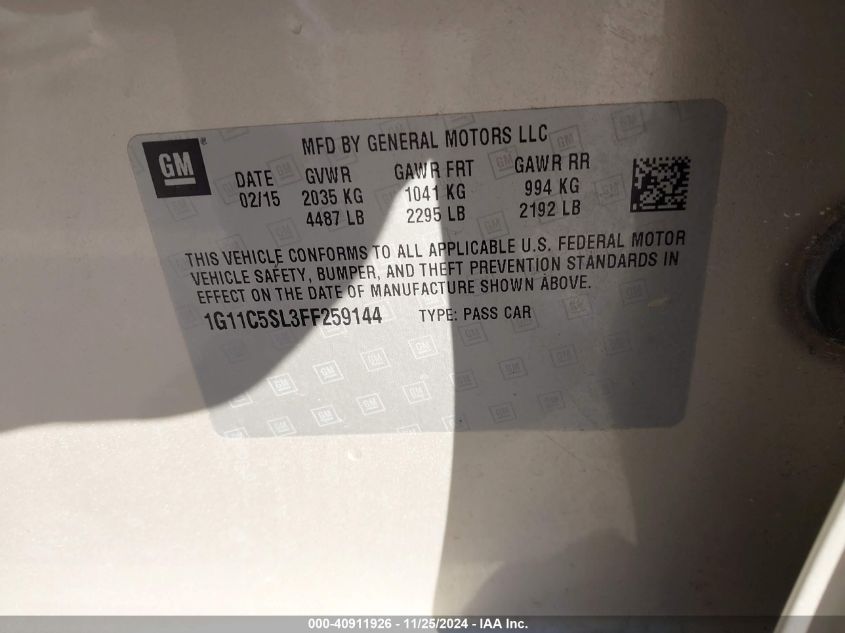 GM
MFD BY GENERAL MOTORS LLC
DATE GVWR GAWR FRT GAWR RR
02/15 2035 KG 1041 KG 994 KG
4487 LB 2295 LB 2192 LB
THIS VEHICLE CONFORMS TO ALL APPLICABLE U.S. FEDERAL MOTOR
VEHICLE SAFETY, BUMPER, AND THEFT PREVENTION STANDARDS IN
EFFECT ON THE DATE OF MANUFACTURE SHOWN ABOVE.
1G11C5SL3FF259144 TYPE: PASS CAR
000-40911926 - 11/25/2024 - IAA Inc.